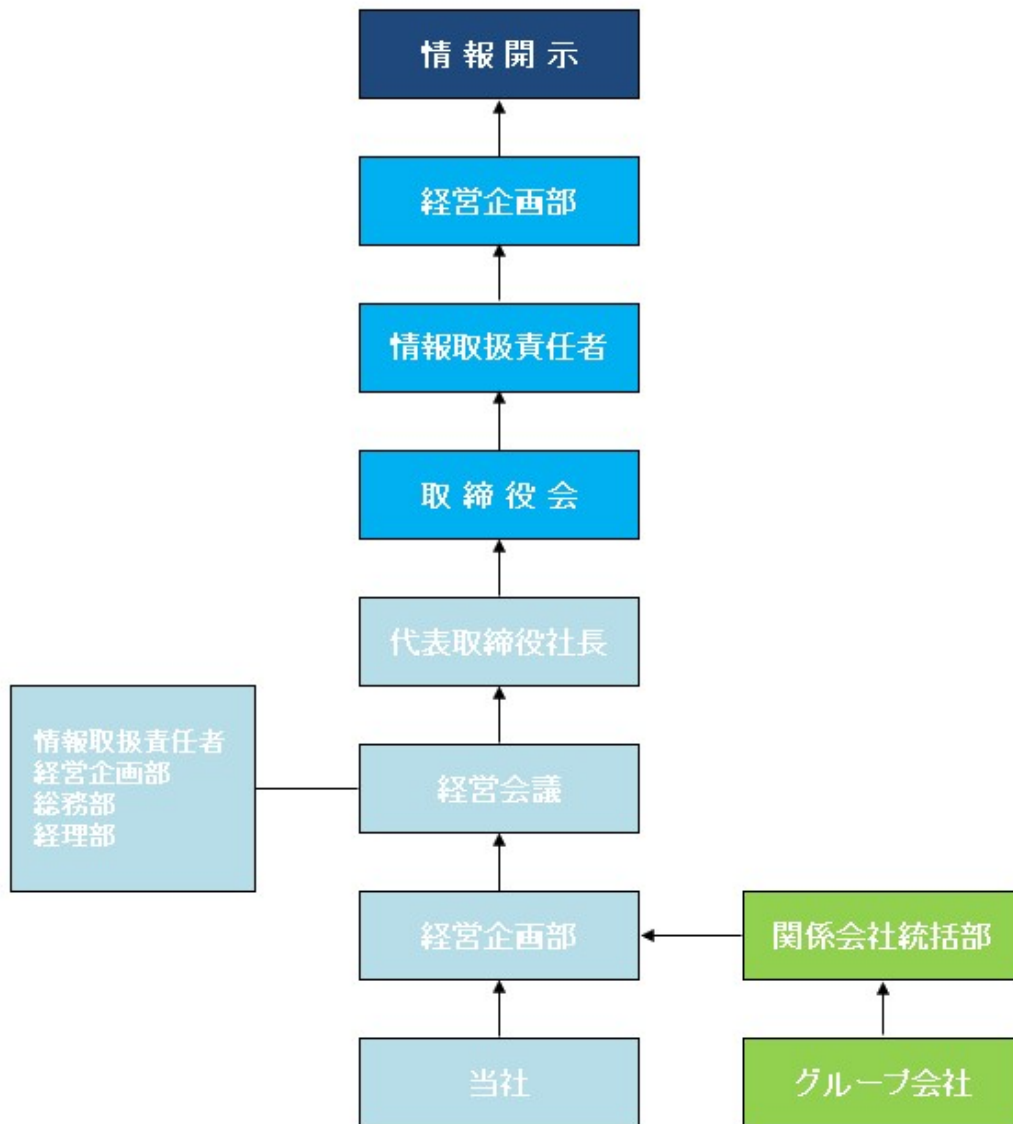 情報開示
経営企画部
情報取扱責任者
取締役会
代表取締役社長
情報取扱責任者
経営企画部
総務部
経理部
経営会議
経営企画部
関係会社統括部
当社
グループ会社